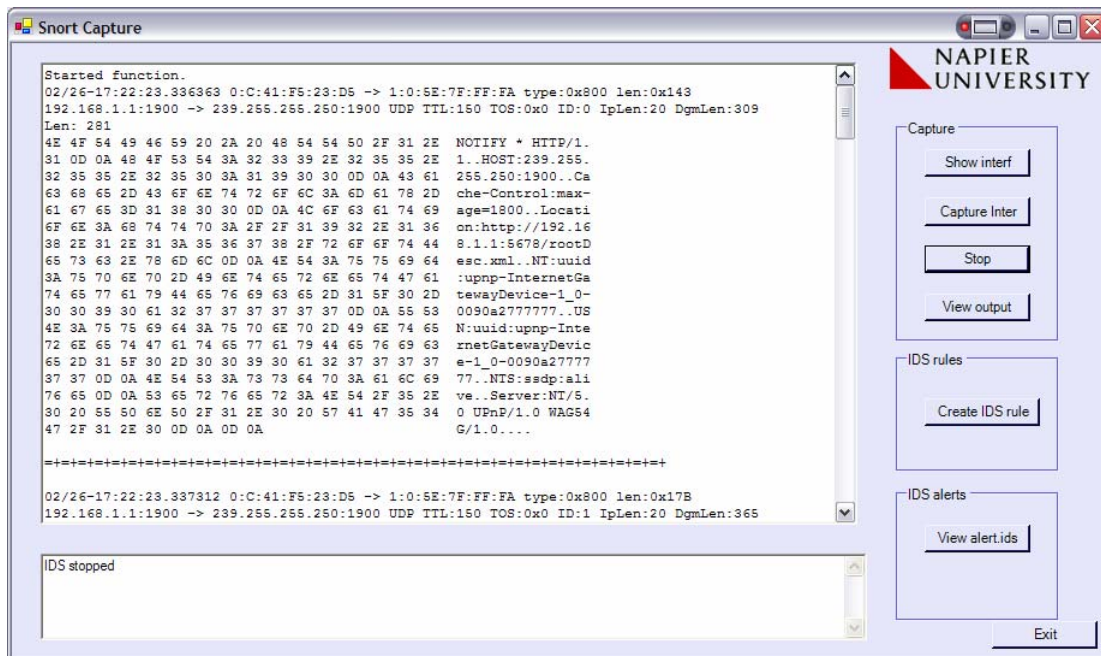 Snort Capture
Started function.
02/26-17:22:23.336363 0:C:41:F5:23:D5 -> 1:0:5E:7F:FF:FA type:0x800 len:0x143
192.168.1.1:1900 -> 239.255.255.250:1900 UDP TTL:150 TOS:0x0 ID:0 IpLen:20 DgmLen:309
Len: 281
4E 4F 54 49 46 59 20 2A 20 48 54 54 50 2F 31 2E  NOTIFY * HTTP/1.
31 0D 0A 48 4F 53 54 3A 32 33 39 2E 32 35 35 2E  1..HOST:239.255.
32 35 35 2E 32 35 30 3A 31 39 30 30 0D 0A 43 61  255.250:1900..Ca
63 68 65 2D 43 6F 6E 74 72 6F 6C 3A 6D 61 78 2D  che-Control:max-
61 67 65 3D 31 38 30 30 0D 0A 4C 6F 63 61 74 69  age=1800..Locati
6F 6E 3A 68 74 74 70 3A 2F 2F 31 39 32 2E 31 36  on:http://192.16
38 2E 31 2E 31 3A 35 36 37 38 2F 72 6F 6F 74 44  8.1.1:5678/rootD
65 73 63 2E 78 6D 6C 0D 0A 4E 54 3A 75 75 69 64  esc.xml..NT:uuid
3A 75 70 6E 70 2D 49 6E 74 65 72 6E 65 74 47 61  :upnp-InternetGa
74 65 77 61 79 44 65 76 69 63 65 2D 31 5F 30 2D  tewayDevice-1_0-
30 30 39 30 61 32 37 37 37 37 37 37 0D 0A 55 53  0090a2777777..US
4E 3A 75 75 69 64 3A 75 70 6E 70 2D 49 6E 74 65  N:uuid:upnp-Inte
72 6E 65 74 47 61 74 65 77 61 79 44 65 76 69 63  rnetGatewayDevic
65 2D 31 5F 30 2D 30 30 39 30 61 32 37 37 37 37  e-1_0-0090a27777
37 37 0D 0A 4E 54 53 3A 73 73 64 70 3A 61 6C 69  77..NTS:ssdp:ali
76 65 0D 0A 53 65 72 76 65 72 3A 4E 54 2F 35 2E  ve..Server:NT/5.
30 20 55 50 6E 50 2F 31 2E 30 20 57 41 47 35 34  0 UPnP/1.0 WAG54
47 2F 31 2E 30 0D 0A 0D 0A  G/1.0....
=+=+=+=+=+=+=+=+=+=+=+=+=+=+=+=+=+=+=+=+=+=+=+=+=+=+=+=+=+=+=+=+=+=+=+=+=+
02/26-17:22:23.337312 0:C:41:F5:23:D5 -> 1:0:5E:7F:FF:FA type:0x800 len:0x17B
192.168.1.1:1900 -> 239.255.255.250:1900 UDP TTL:150 TOS:0x0 ID:1 IpLen:20 DgmLen:365
IDS stopped
NAPIER
UNIVERSITY
Capture
Show interf
Capture Inter
Stop
View output
IDS rules
Create IDS rule
IDS alerts
View alert.ids
Exit